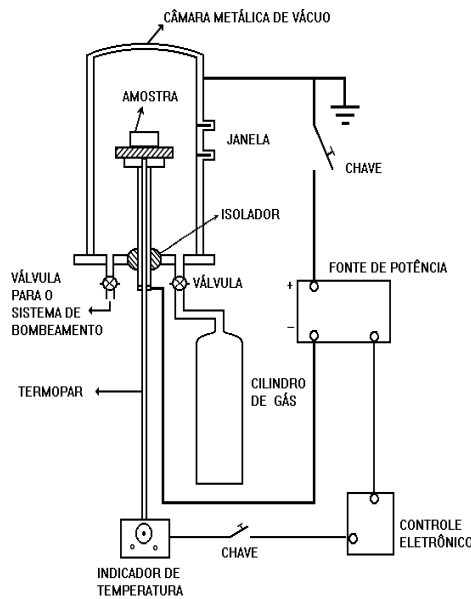 CÂMARA METÁLICA DE VÁCUO
AMOSTRA
JANELA
CHAVE
ISOLADOR
FONTE DE POTÊNCIA
VÁLVULA
PARA O
SISTEMA DE
BOMBEAMENTO
VÁLVULA
+
−
TERMOPAR
CILINDRO
DE GÁS
CHAVE
CONTROLE
ELETRÔNICO
INDICADOR DE
TEMPERATURA